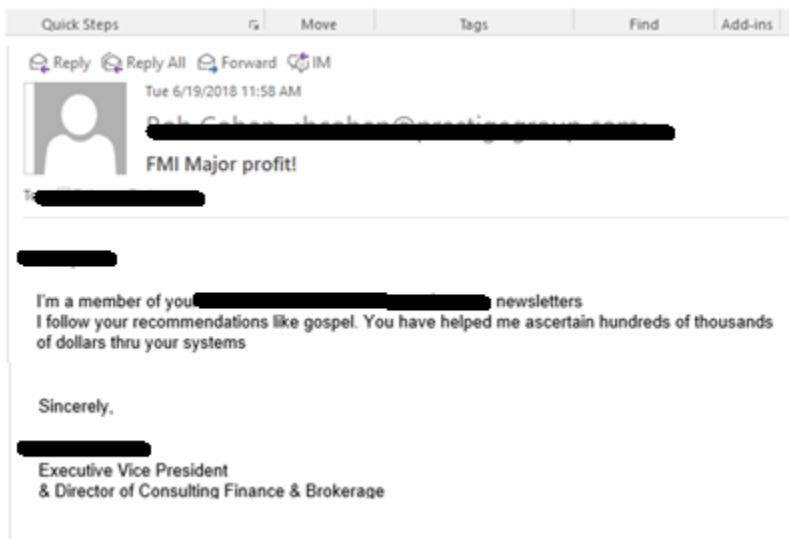 Quick Steps Move Tags Find Add-ins
Reply Reply All Forward IM
Tue 6/19/2018 11:58 AM
FMI Major profit!
I'm a member of you newsletters
I follow your recommendations like gospel. You have helped me ascertain hundreds of thousands
of dollars thru your systems
Sincerely,
Executive Vice President
& Director of Consulting Finance & Brokerage